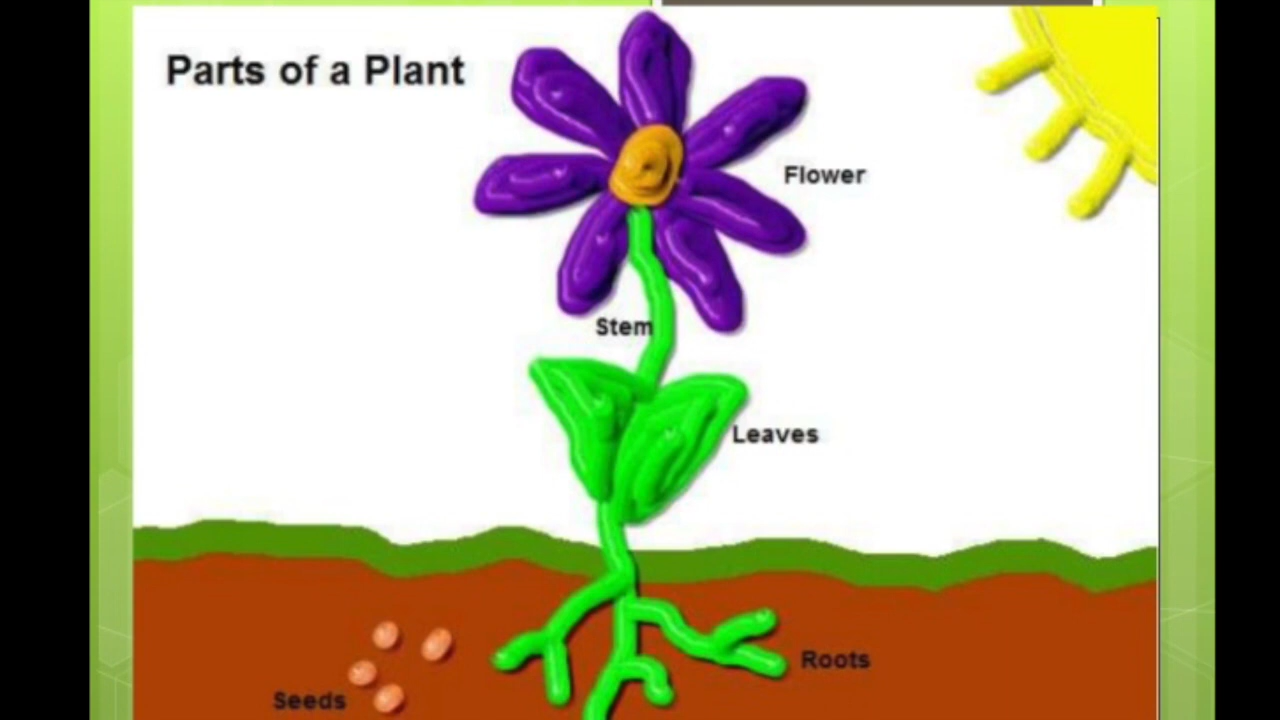 Parts of a Plant
Flower
Stem
Leaves
Roots
Seeds